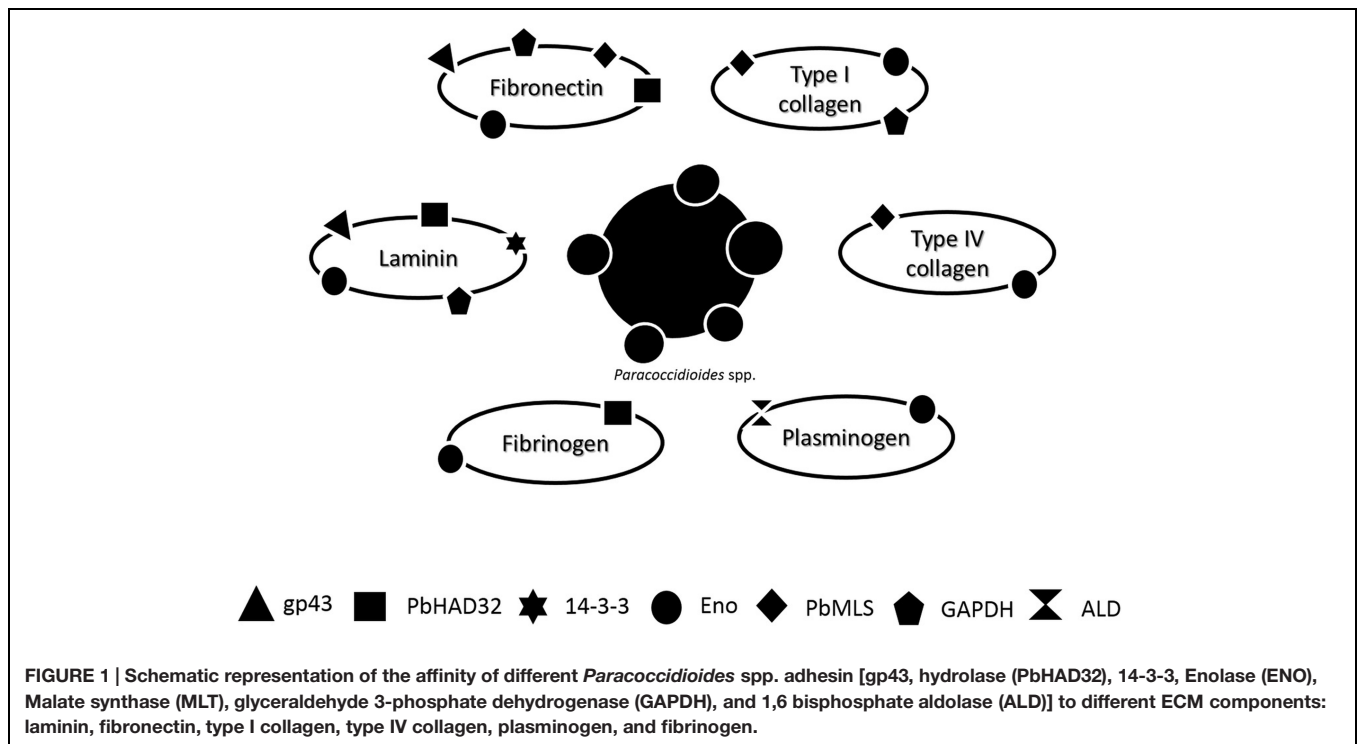 Fibronectin
Type I
collagen
Laminin
Type IV
collagen
Paracoccidioides spp.
Fibrinogen
Plasminogen
gp43 PbHAD32 14-3-3 Eno PbMLS GAPDH ALD
FIGURE 1 | Schematic representation of the affinity of different Paracoccidioides spp. adhesin [gp43, hydrolase (PbHAD32), 14-3-3, Enolase (ENO),
Malate synthase (MLT), glyceraldehyde 3-phosphate dehydrogenase (GAPDH), and 1,6 bisphosphate aldolase (ALD)] to different ECM components:
laminin, fibronectin, type I collagen, type IV collagen, plasminogen, and fibrinogen.